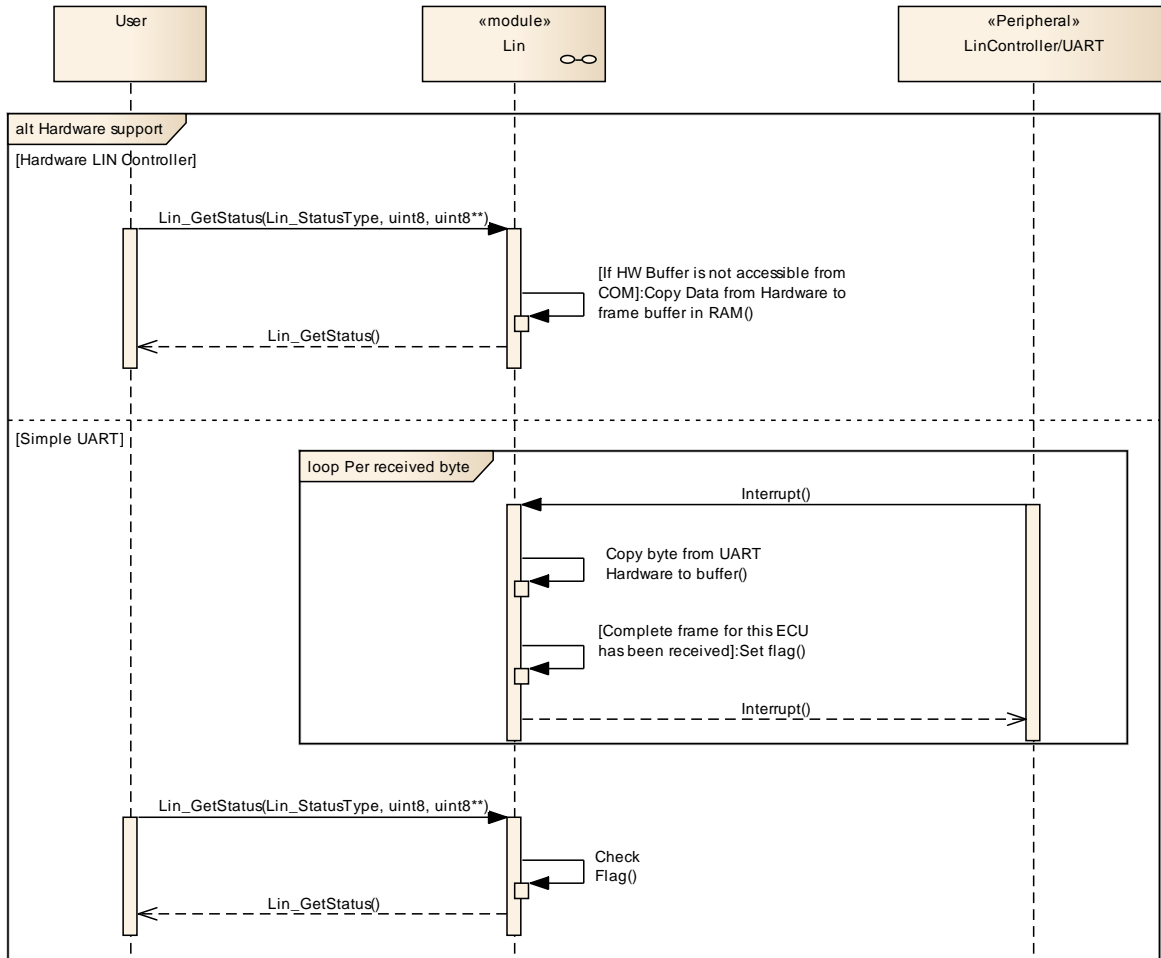 User
«module»
Lin
«Peripheral»
LinController/UART
alt Hardware support
[Hardware LIN Controller]
Lin_GetStatus(Lin_StatusType, uint8, uint8**)
[If HW Buffer is not accessible from
COM]:Copy Data from Hardware to
frame buffer in RAM()
Lin_GetStatus()
[Simple UART]
loop Per received byte
Interrupt()
Copy byte from UART
Hardware to buffer()
[Complete frame for this ECU
has been received]:Set flag()
Interrupt()
Lin_GetStatus(Lin_StatusType, uint8, uint8**)
Check
Flag()
Lin_GetStatus()